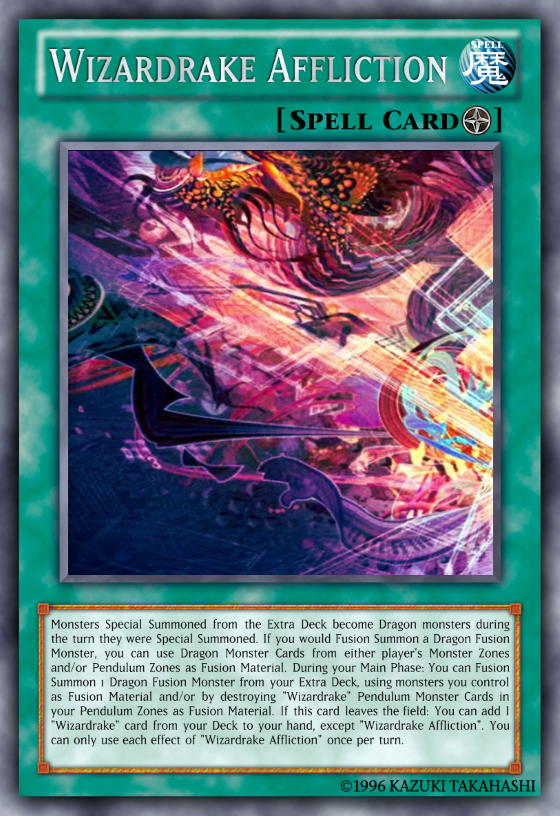 Wizardrake Affliction
SPELL
魔
[Spell Card]
Monsters Special Summoned from the Extra Deck become Dragon monsters during
the turn they were Special Summoned. If you would Fusion Summon a Dragon Fusion
Monster, you can use Dragon Monster Cards from either player's Monster Zones
and/or Pendulum Zones as Fusion Material. During your Main Phase: You can Fusion
Summon 1 Dragon Fusion Monster from your Extra Deck, using monsters you control
as Fusion Material and/or by destroying "Wizardrake" Pendulum Monster Cards in
your Pendulum Zones as Fusion Material. If this card leaves the field: You can add 1
"Wizardrake" card from your Deck to your hand, except "Wizardrake Affliction". You
can only use each effect of "Wizardrake Affliction" once per turn.
©1996 KAZUKI TAKAHASHI